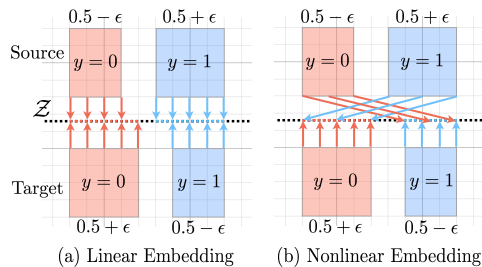 0.5 − ϵ 0.5 + ϵ 0.5 − ϵ 0.5 + ϵ
Source y = 0 y = 1 y = 0 y = 1
𝒵
Target y = 0 y = 1 y = 0 y = 1
0.5 + ϵ 0.5 − ϵ 0.5 + ϵ 0.5 − ϵ
(a) Linear Embedding (b) Nonlinear Embedding